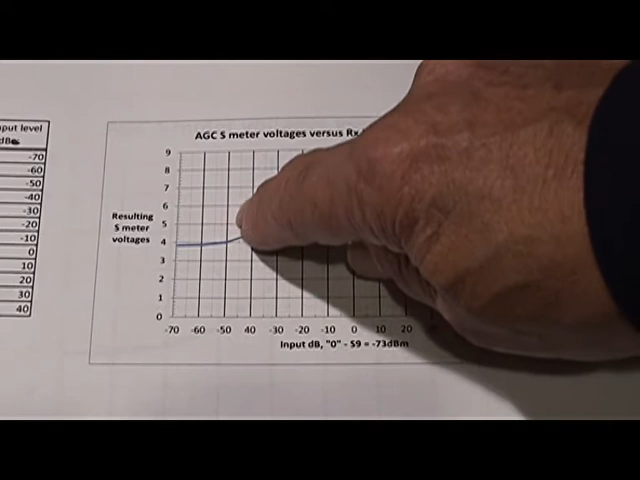 put level
dB
-70
-60
-50
-40
-30
-20
-10
0
10
20
30
40
AGC S meter voltages versus Rx
9
8
7
6
5
4
3
2
1
0
Resulting
S meter
voltages
-70 -60 -50 -40 -30 -20 -10 0 10 20
Input dB, "0" - S9 = -73dBm